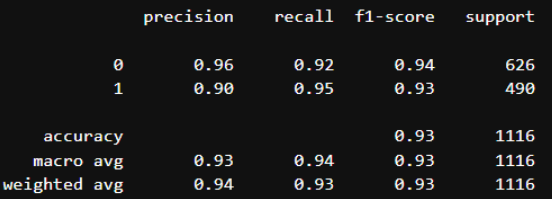 precision recall f1-score support
0 0.96 0.92 0.94 626
1 0.90 0.95 0.93 490
accuracy 0.93 1116
macro avg 0.93 0.94 0.93 1116
weighted avg 0.94 0.93 0.93 1116